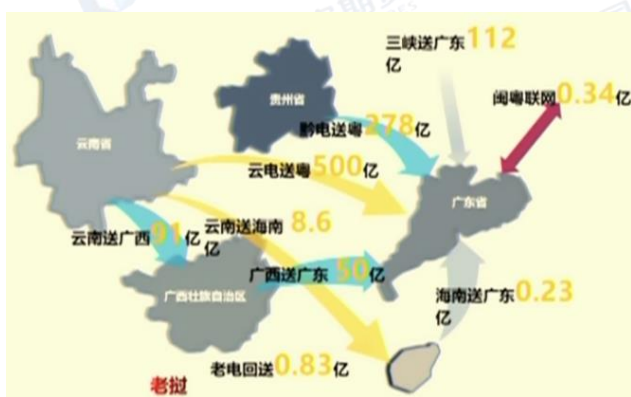 三峡送广东112
亿
贵州省
闽粤联网0.34亿
黔电送粤278亿
云南省
云电送粤500亿
广东省
云南送广西91亿
云南送海南 8.6
亿
广西送广东 50亿
广西壮族自治区
海南送广东0.23
亿
老电回送0.83亿
老挝